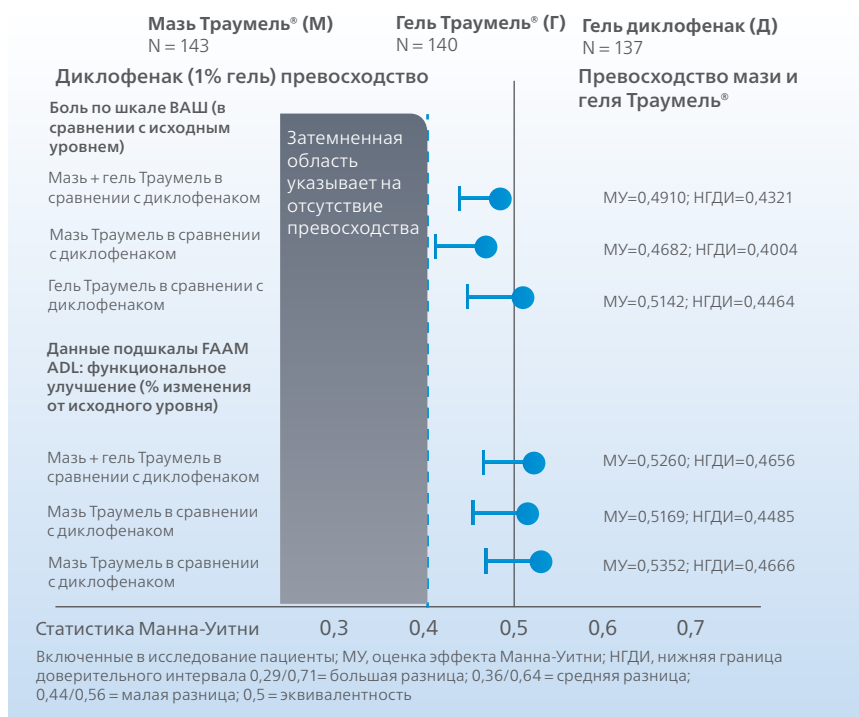 Мазь Траумель® (М)
N = 143
Гель Траумель® (Г)
N = 140
Гель диклофенак (Д)
N = 137
Диклофенак (1% гель) превосходство
Превосходство мази и
геля Траумель®
Боль по шкале ВАШ (в
сравнении с исходным
уровнем)
Затемненная
область
указывает на
отсутствие
превосходства
Мазь + гель Траумель в
сравнении с диклофенаком
МУ=0,4910; НГДИ=0,4321
Мазь Траумель в сравнении
с диклофенаком
МУ=0,4682; НГДИ=0,4004
Гель Траумель в сравнении с
диклофенаком
МУ=0,5142; НГДИ=0,4464
Данные подшкалы FAAM
ADL: функциональное
улучшение (% изменения
от исходного уровня)
Мазь + гель Траумель в
сравнении с диклофенаком
МУ=0,5260; НГДИ=0,4656
Мазь Траумель в сравнении
с диклофенаком
МУ=0,5169; НГДИ=0,4485
Мазь Траумель в сравнении
с диклофенаком
МУ=0,5352; НГДИ=0,4666
Статистика Манна-Уитни 0,3 0,4 0,5 0,6 0,7
Включенные в исследование пациенты; МУ, оценка эффекта Манна-Уитни; НГДИ, нижняя граница
доверительного интервала 0,29/0,71= большая разница; 0,36/0,64 = средняя разница;
0,44/0,56 = малая разница; 0,5 = эквивалентность